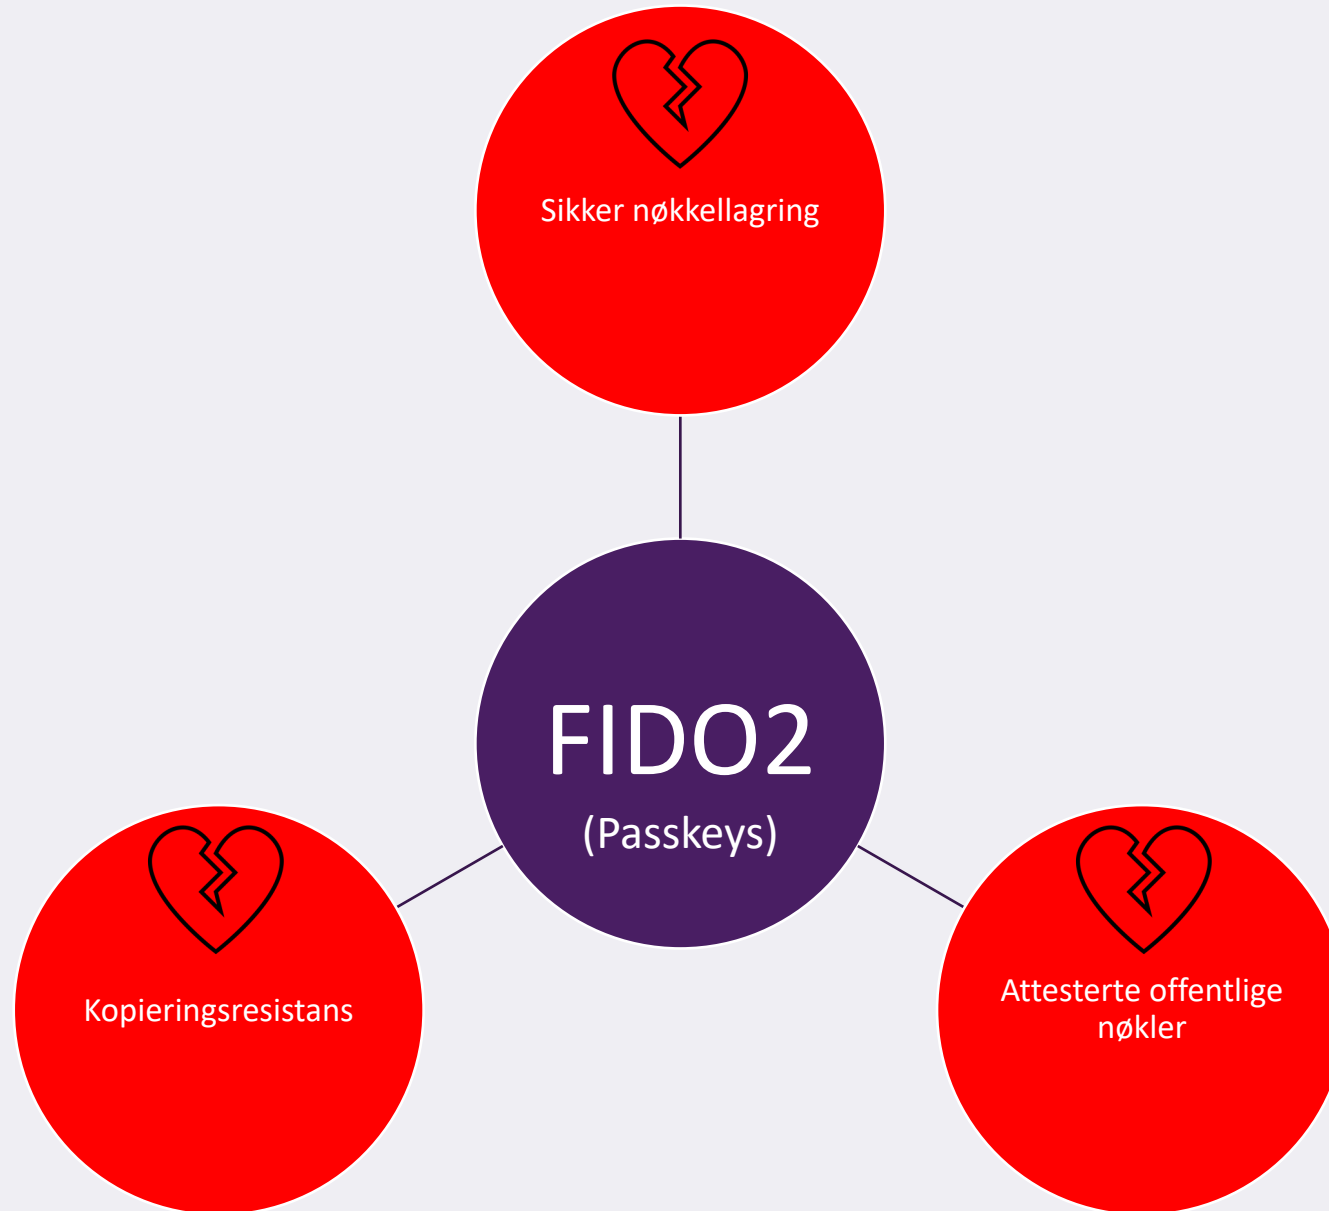 Sikker nøkkellagring
FIDO2
(Passkeys)
Kopieringsresistans
Attesterte offentlige
nøkler